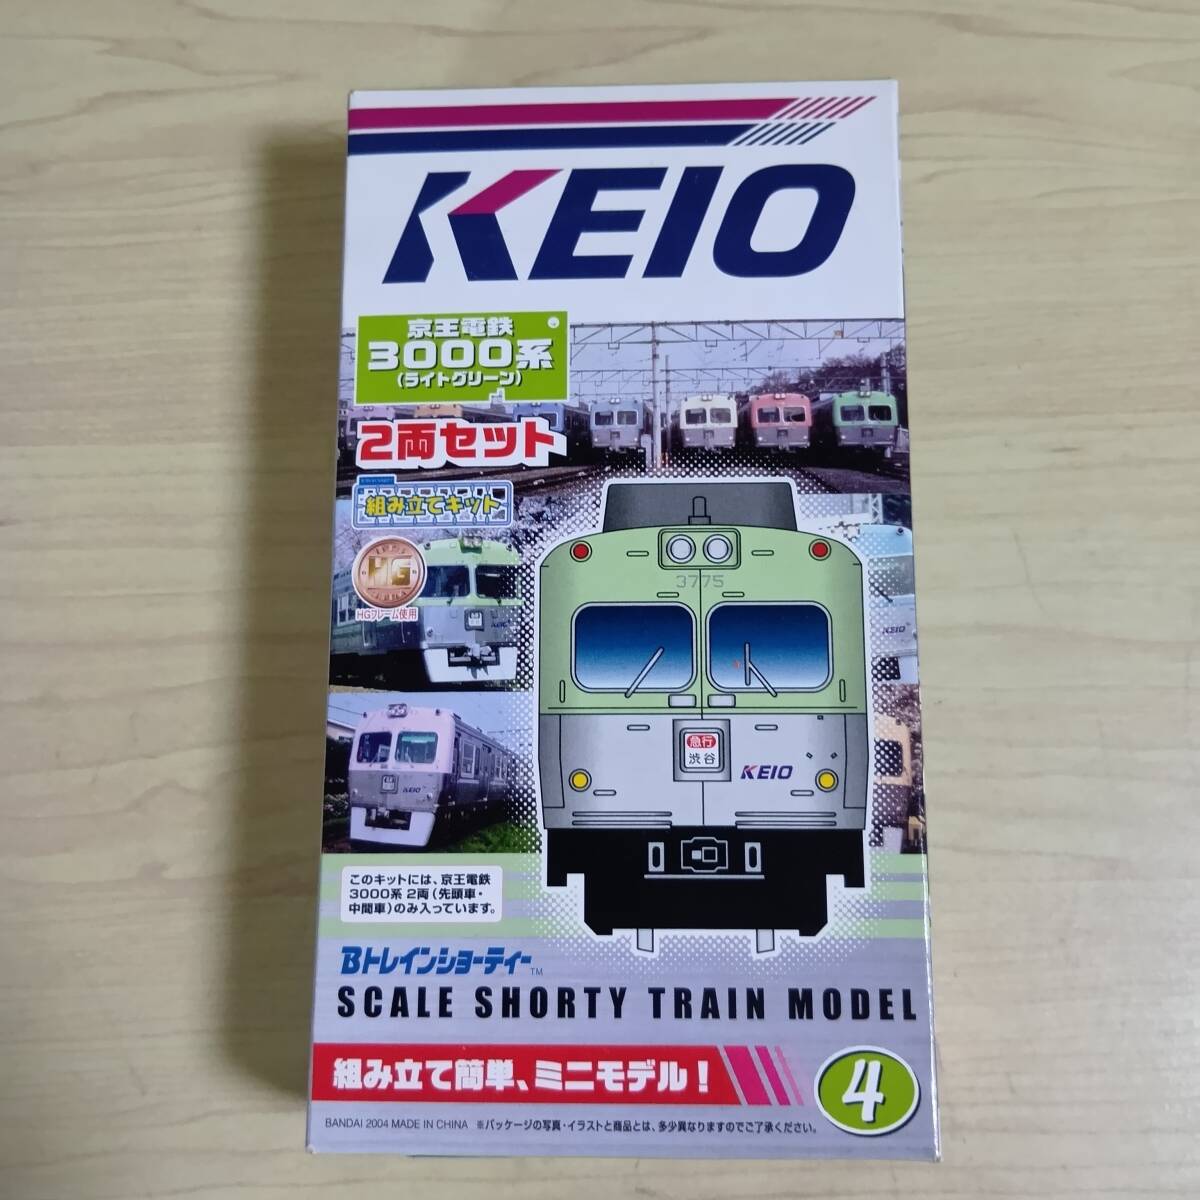 KEIO
京王電鉄
3000系
(ライトグリーン)
2両セット
組み立てキット
HG
HGフレーム使用
KEIO
KEIO
KEIO
3775
急行
渋谷
KEIO
このキットには、京王電鉄
3000系 2両(先頭車・
中間車)のみ入っています。
Bトレインショーティー™
SCALE SHORTY TRAIN MODEL
組み立て簡単、ミニモデル!
4
BANDAI 2004 MADE IN CHINA ※パッケージの写真・イラストと商品とは、多少異なりますのでご了承ください。